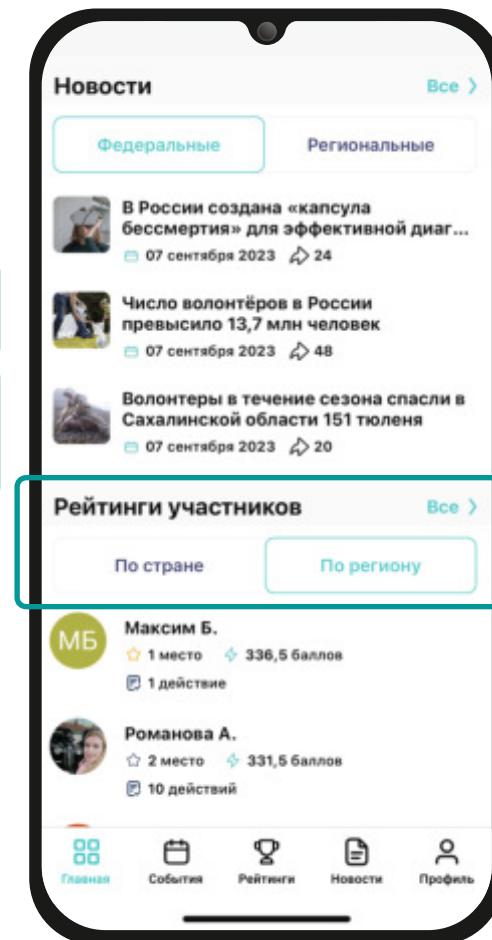 Новости
Все
Федеральные
Региональные
В России создана «капсула
бессмертия» для эффективной диаг...
07 сентября 2023 24
Число волонтёров в России
превысило 13,7 млн человек
07 сентября 2023 48
Волонтеры в течение сезона спасли в
Сахалинской области 151 тюленя
07 сентября 2023 20
Рейтинги участников
Все
По стране
По региону
МБ
Максим Б.
1 место 336,5 баллов
1 действие
Романова А.
2 место 331,5 баллов
10 действий
Главная
События
Рейтинги
Новости
Профиль